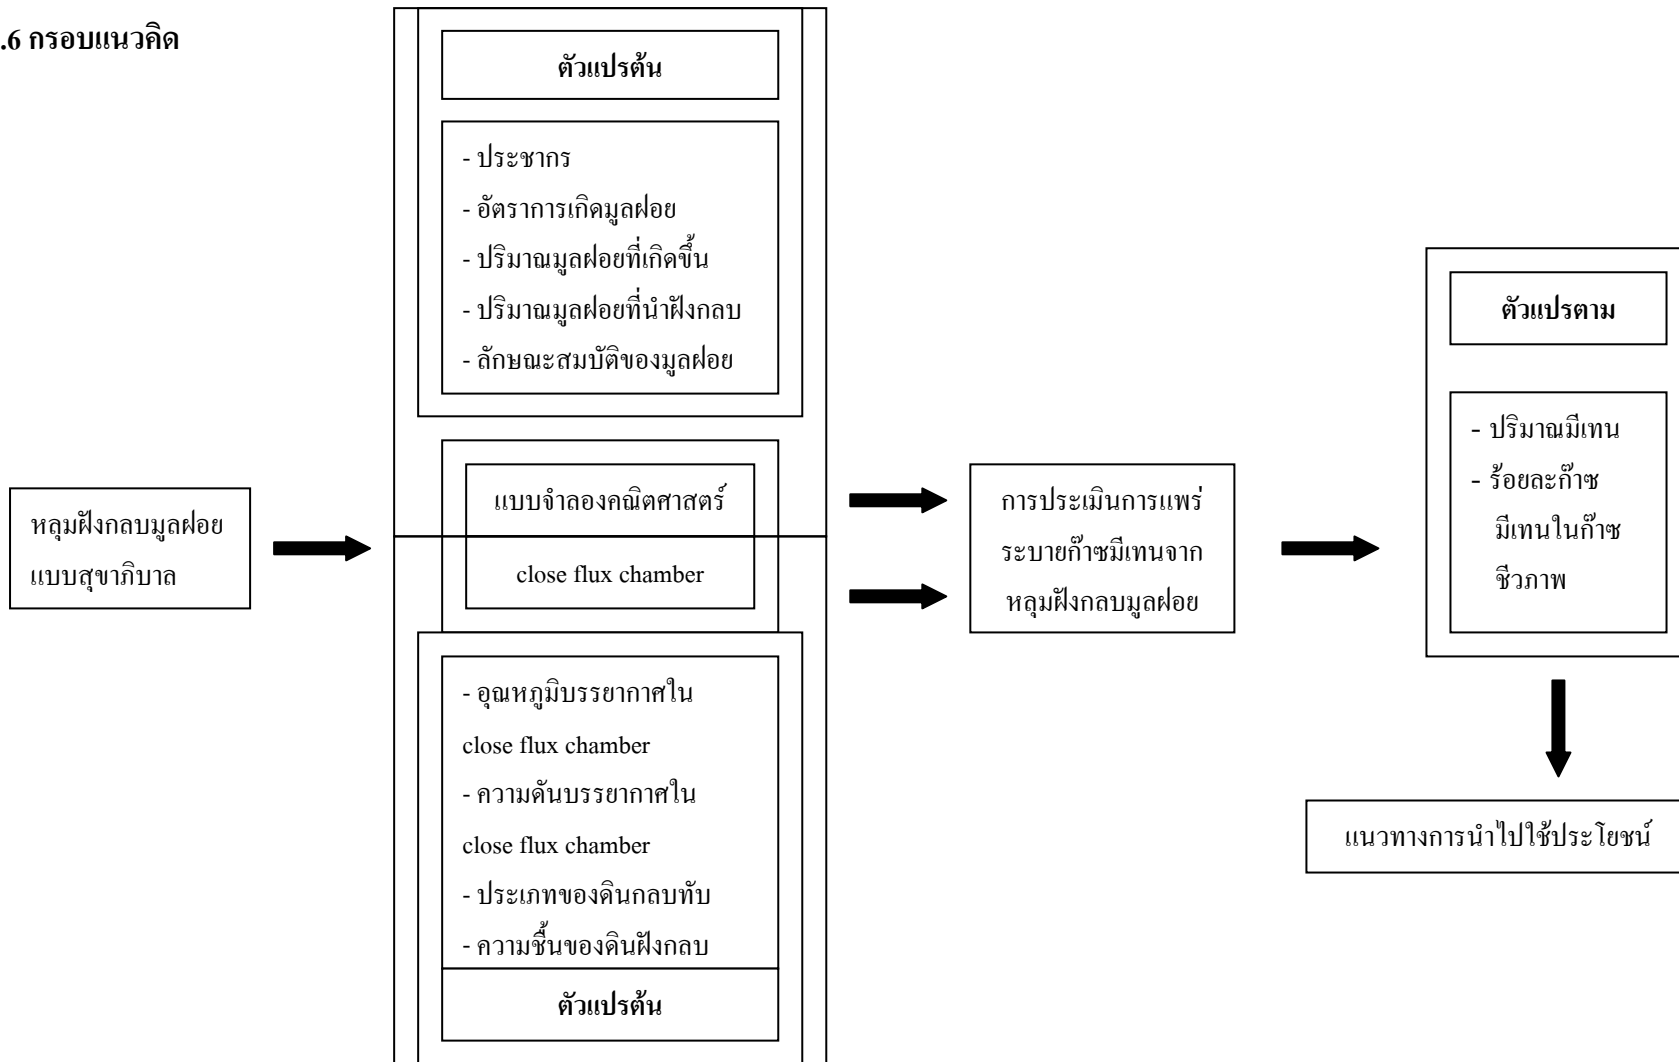 .6 กรอบแนวคิด
ตัวแปรต้น
- ประชากร
- อัตราการเกิดมูลฝอย
- ปริมาณมูลฝอยที่เกิดขึ้น
- ปริมาณมูลฝอยที่นำฝังกลบ
- ลักษณะสมบัติของมูลฝอย
หลุมฝังกลบมูลฝอย
แบบสุขาภิบาล
แบบจำลองคณิตศาสตร์
close flux chamber
- อุณหภูมิบรรยากาศใน
close flux chamber
- ความดันบรรยากาศใน
close flux chamber
- ประเภทของดินกลบทับ
- ความชื้นของดินฝังกลบ
ตัวแปรต้น
การประเมินการแพร่
ระบายก๊าซมีเทนจาก
หลุมฝังกลบมูลฝอย
ตัวแปรตาม
- ปริมาณมีเทน
- ร้อยละก๊าซ
มีเทนในก๊าซ
ชีวภาพ
แนวทางการนำไปใช้ประโยชน์